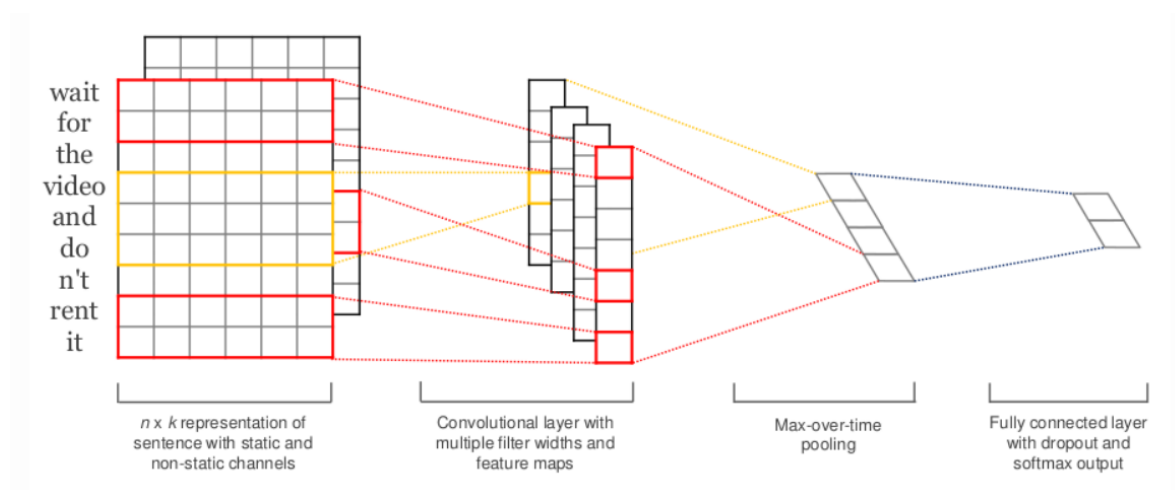 wait
for
the
video
and
do
n't
rent
it
n x k representation of
sentence with static and
non-static channels
Convolutional layer with
multiple filter widths and
feature maps
Max-over-time
pooling
Fully connected layer
with dropout and
softmax output